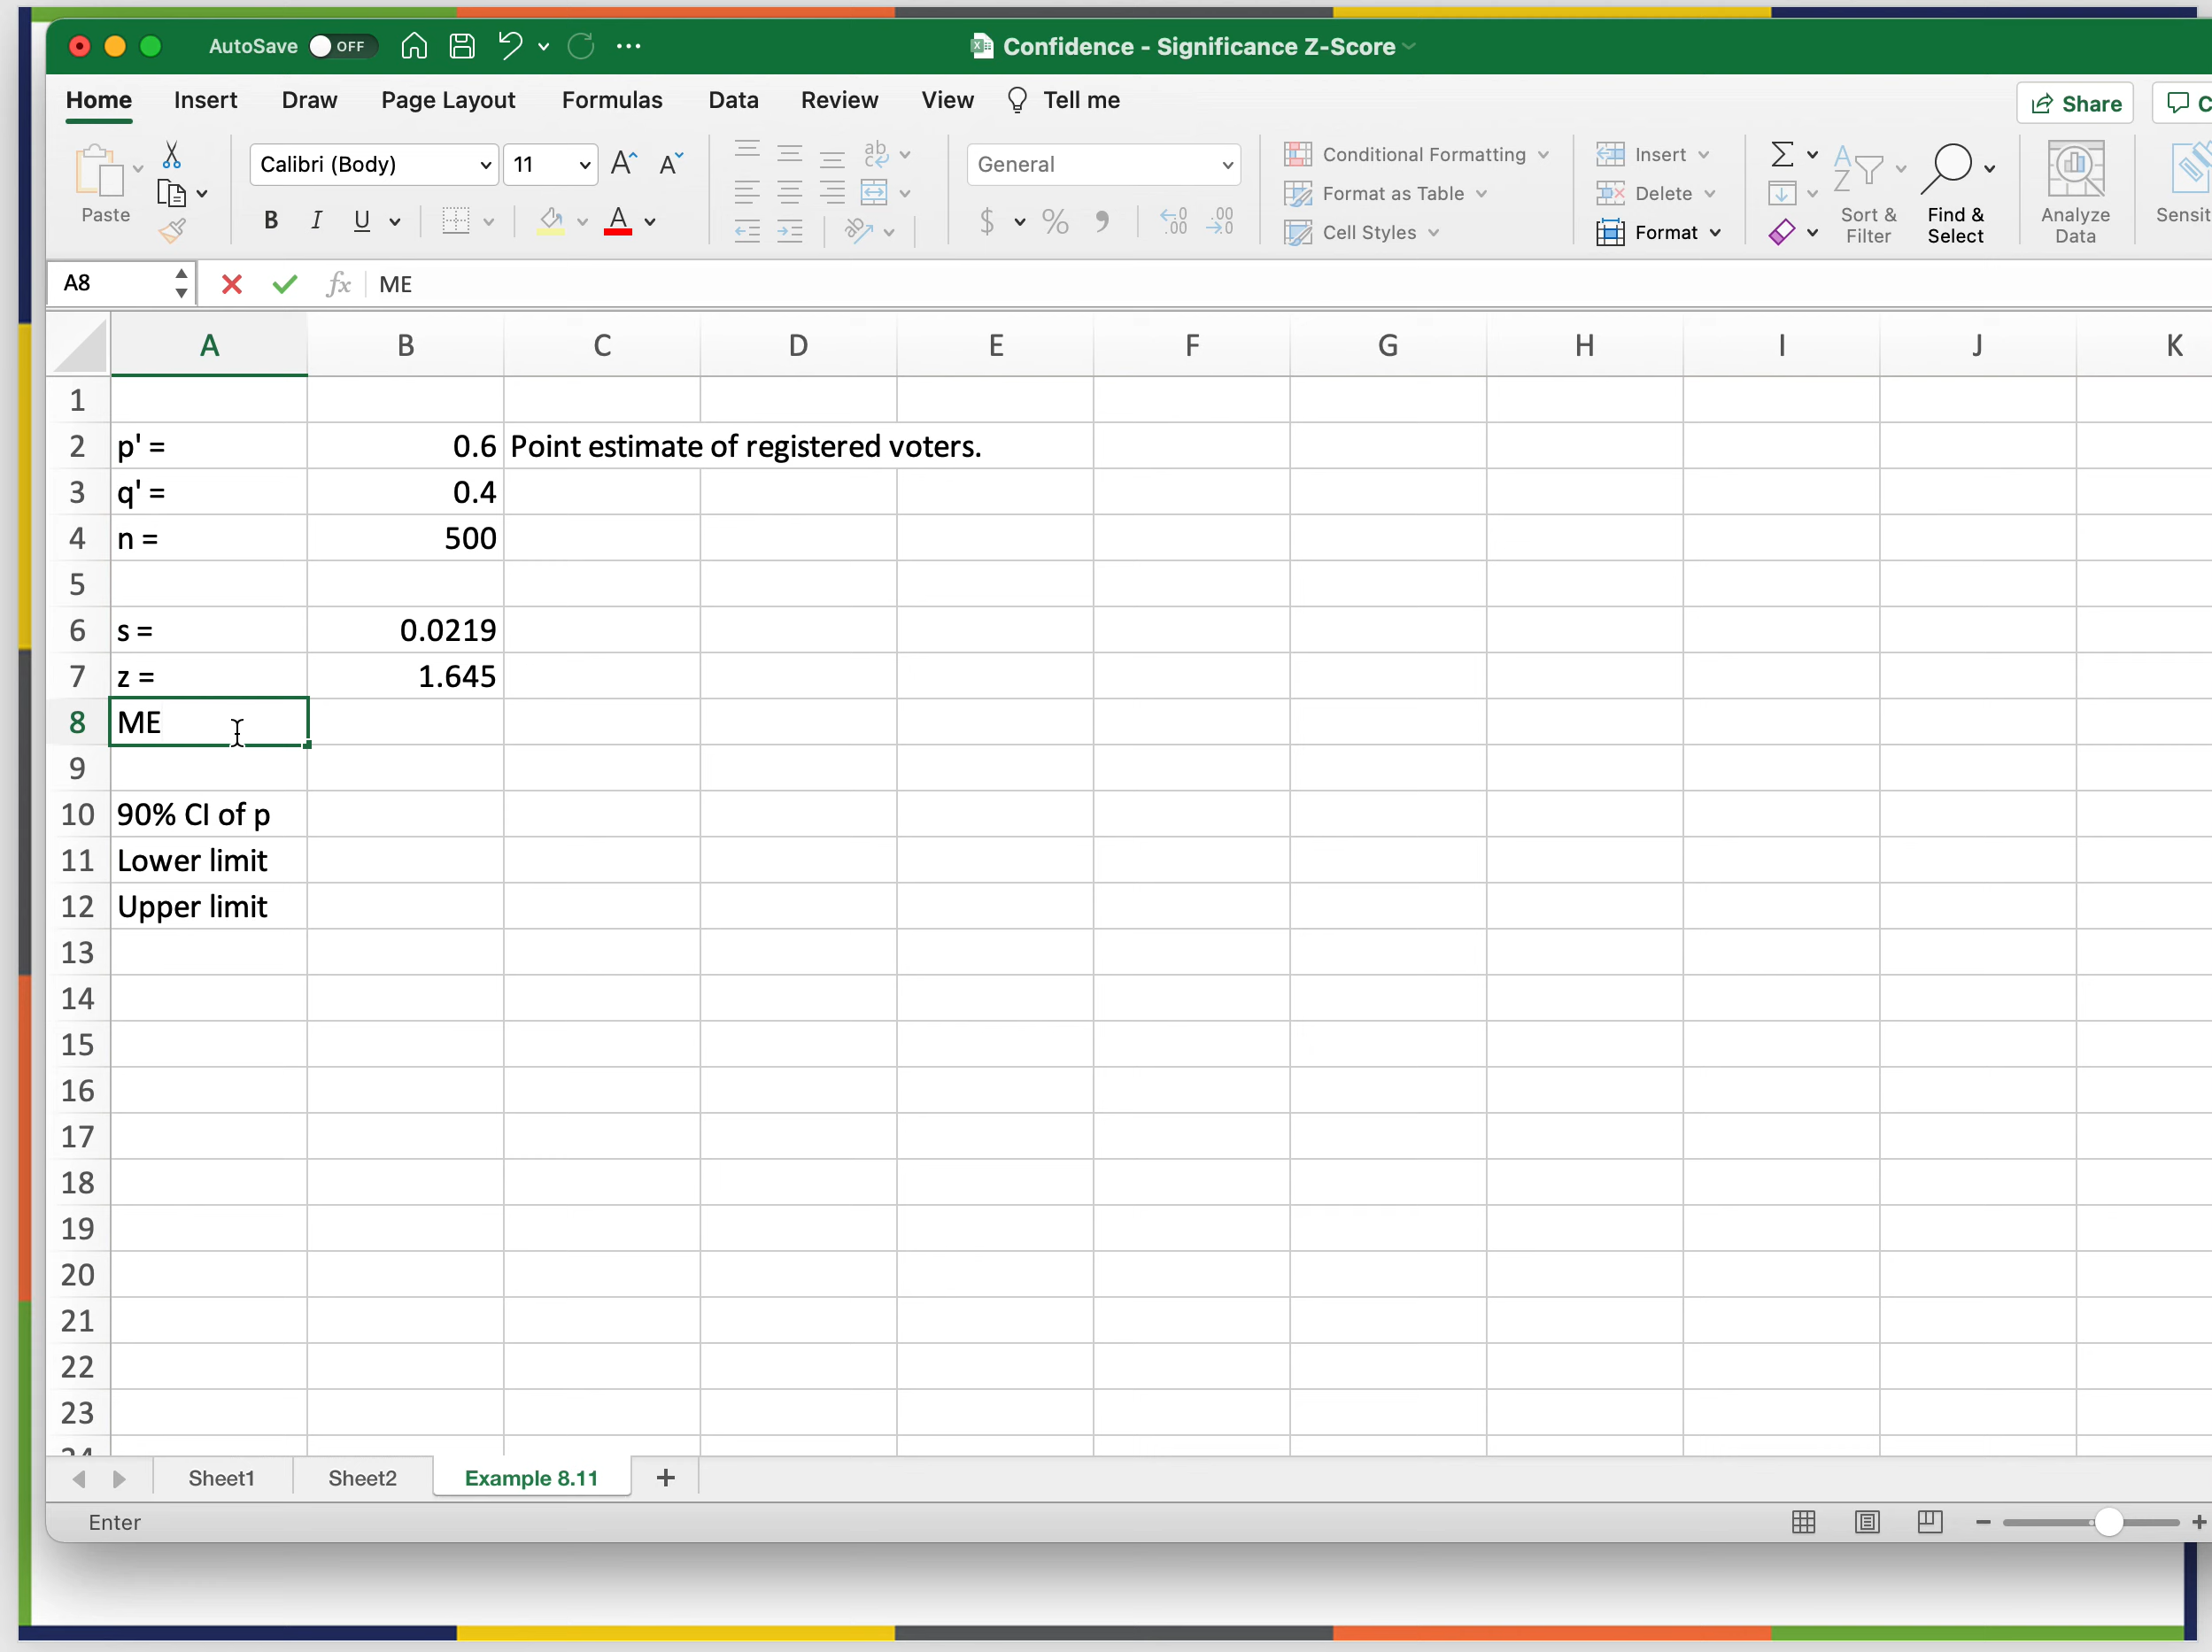 AutoSave OFF Confidence - Significance Z-Score
Home Insert Draw Page Layout Formulas Data Review View Tell me Share
Paste Calibri (Body) 11 General Conditional Formatting Format as Table Cell Styles Insert Delete Format Sort & Filter Find & Select Analyze Data
A8 fx ME
A B C D E F G H I J K
1
2 p' = 0.6 Point estimate of registered voters.
3 q' = 0.4
4 n = 500
5
6 s = 0.0219
7 z = 1.645
8 ME
9
10 90% CI of p
11 Lower limit
12 Upper limit
13
14
15
16
17
18
19
20
21
22
23
Sheet1 Sheet2 Example 8.11 +
Enter